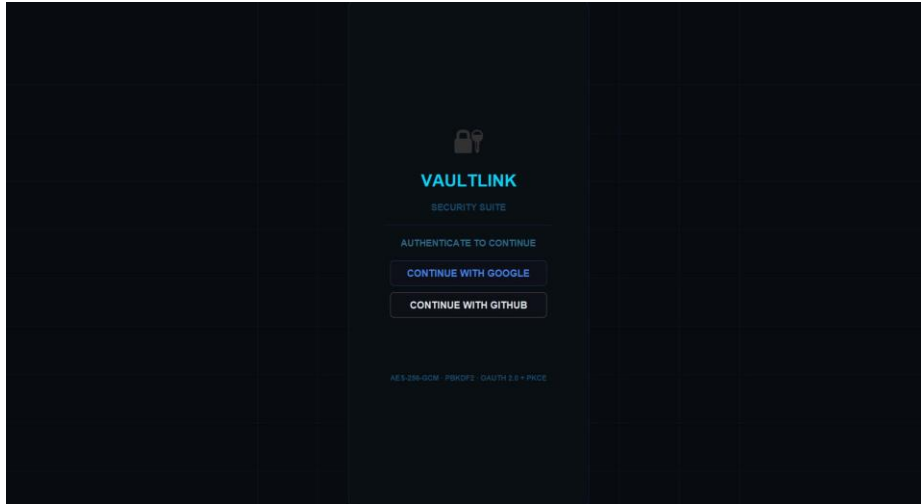 VAULTLINK
SECURITY SUITE
AUTHENTICATE TO CONTINUE
CONTINUE WITH GOOGLE
CONTINUE WITH GITHUB
AES-256-GCM · PBKDF2 · OAUTH 2.0 + PKCE